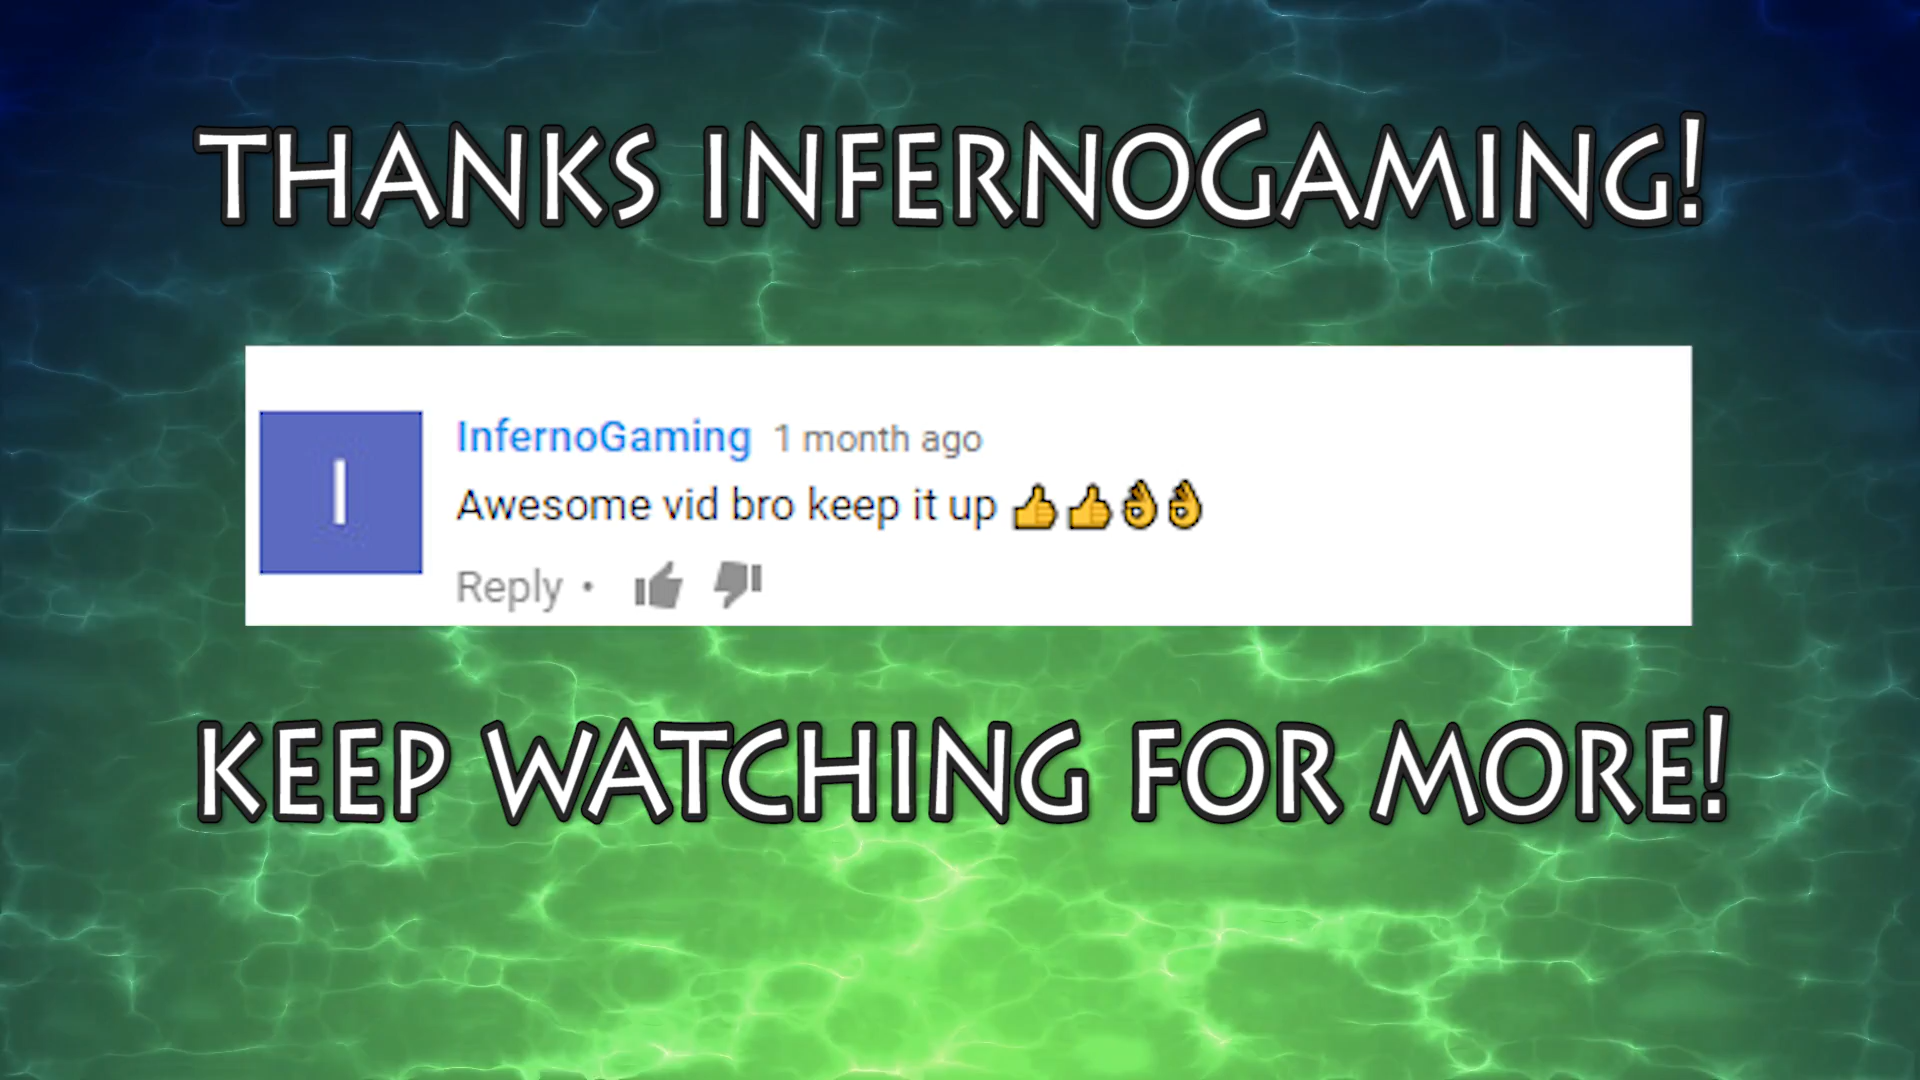 THANKS INFERNOGAMING!
I
InfernoGaming 1 month ago
Awesome vid bro keep it up 👍👍👌👌
Reply •
KEEP WATCHING FOR MORE!